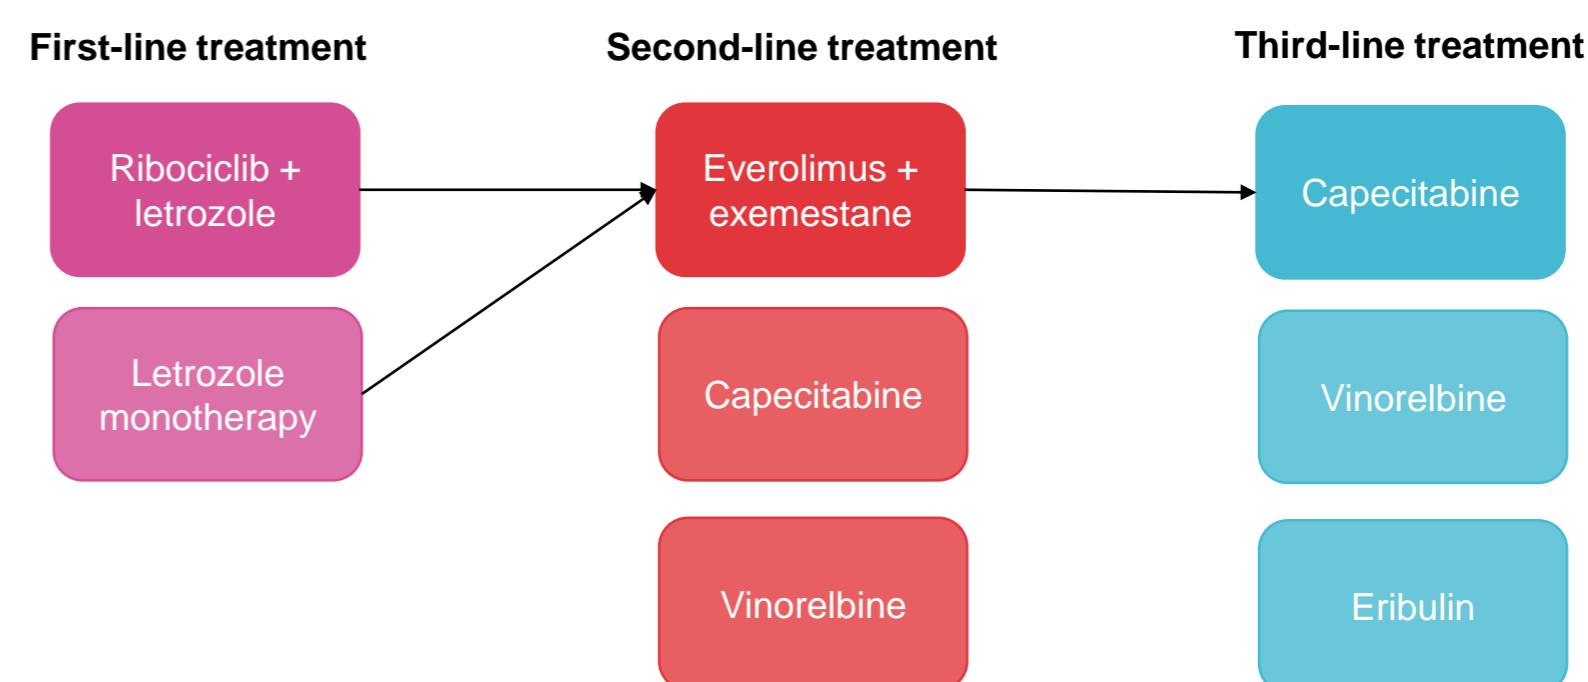 First-line treatment
Second-line treatment
Third-line treatment
Ribociclib +
letrozole
Everolimus +
exemestane
Capecitabine
Letrozole
monotherapy
Capecitabine
Vinorelbine
Vinorelbine
Eribulin